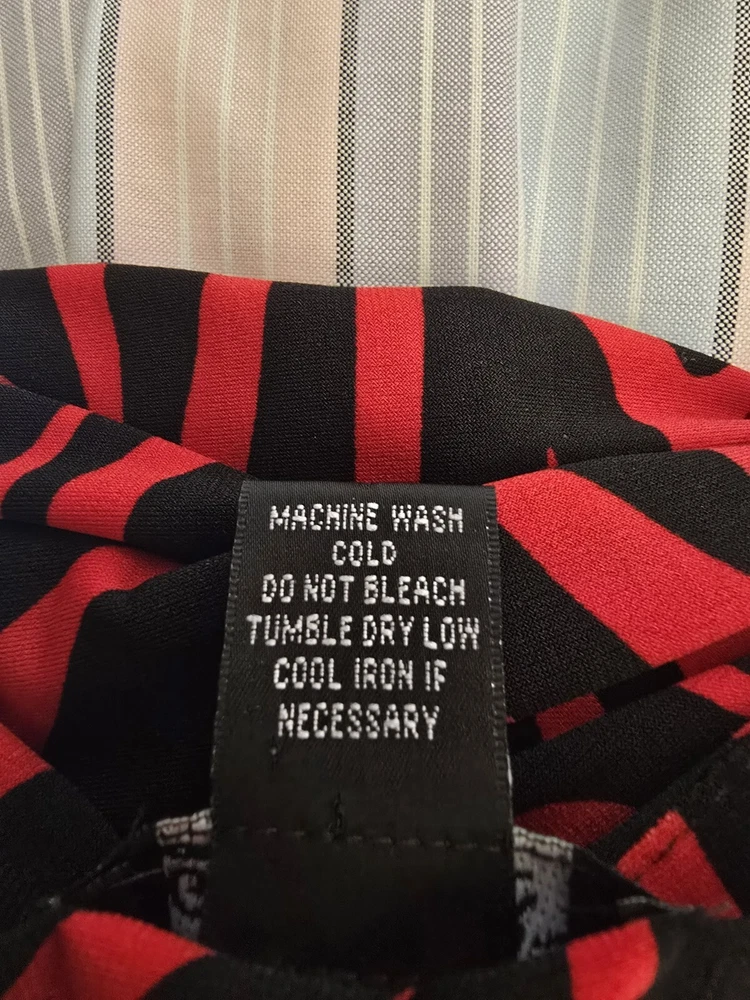 MACHINE WASH
COLD
DO NOT BLEACH
TUMBLE DRY LOW
COOL IRON IF
NECESSARY